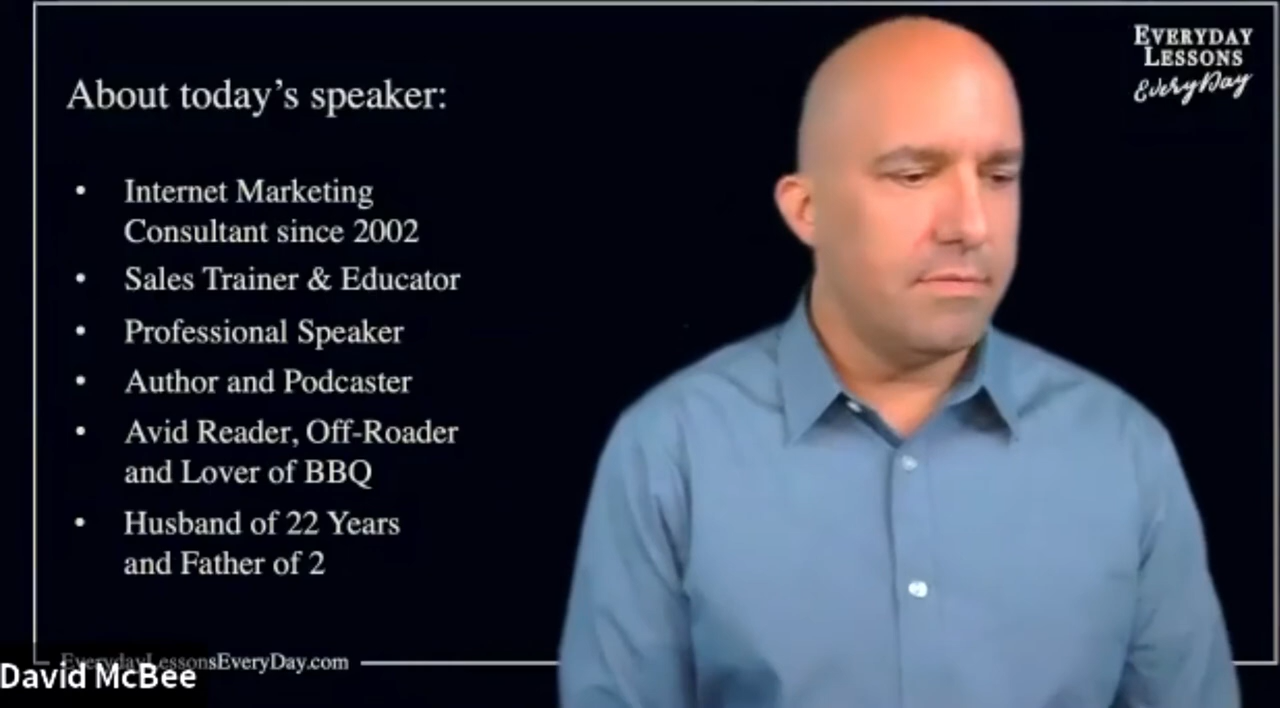 About today's speaker:
• Internet Marketing
Consultant since 2002
• Sales Trainer & Educator
• Professional Speaker
• Author and Podcaster
• Avid Reader, Off-Roader
and Lover of BBQ
• Husband of 22 Years
and Father of 2
EverydayLessonsEveryDay.com
David McBee
EVERYDAY
LESSONS
EveryDay